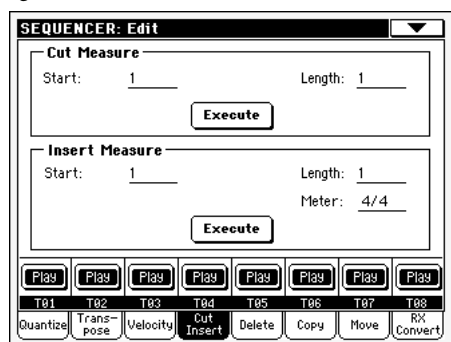 SEQUENCER: Edit
Cut Measure
Start: 1 Length: 1
Execute
Insert Measure
Start: 1 Length: 1
Meter: 4/4
Execute
Play Play Play Play Play Play Play Play
T01 T02 T03 T04 T05 T06 T07 T08
Quantize Trans-pose Velocity Cut Insert Delete Copy Move RX Convert